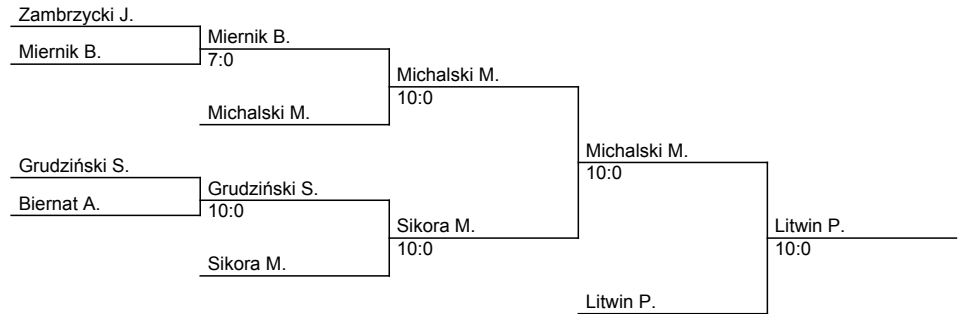 Zambrzycki J.
Miernik B.
Miernik B.
7:0
Michalski M.
10:0
Michalski M.
Michalski M.
10:0
Grudziński S.
Grudziński S.
10:0
Biernat A.
Sikora M.
10:0
Litwin P.
10:0
Sikora M.
Litwin P.